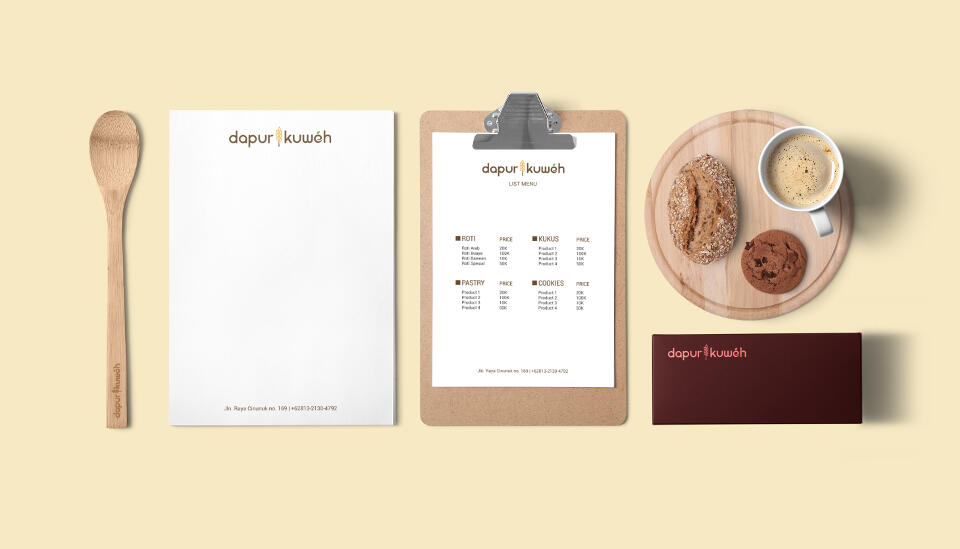 dapur kuwéh
dapur kuwéh
Jln. Raya Cinunuk no. 169 | +62813-2130-4792
dapur kuwéh
LIST MENU
ROTI PRICE
Roti Arab 20K
Roti Buaya 100K
Roti Sameeri 10K
Roti Spesial 50K
KUKUS PRICE
Product 1 20K
Product 2 100K
Product 3 10K
Product 4 50K
PASTRY PRICE
Product 1 20K
Product 2 100K
Product 3 10K
Product 4 50K
COOKIES PRICE
Product 1 20K
Product 2 100K
Product 3 10K
Product 4 50K
Jln. Raya Cinunuk no. 169 | +62813-2130-4792
dapur kuwéh